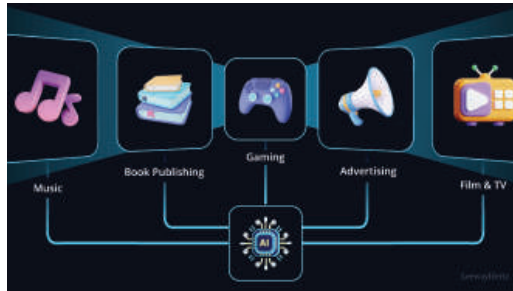 Music
Book Publishing
Gaming
Advertising
Film & TV
AI